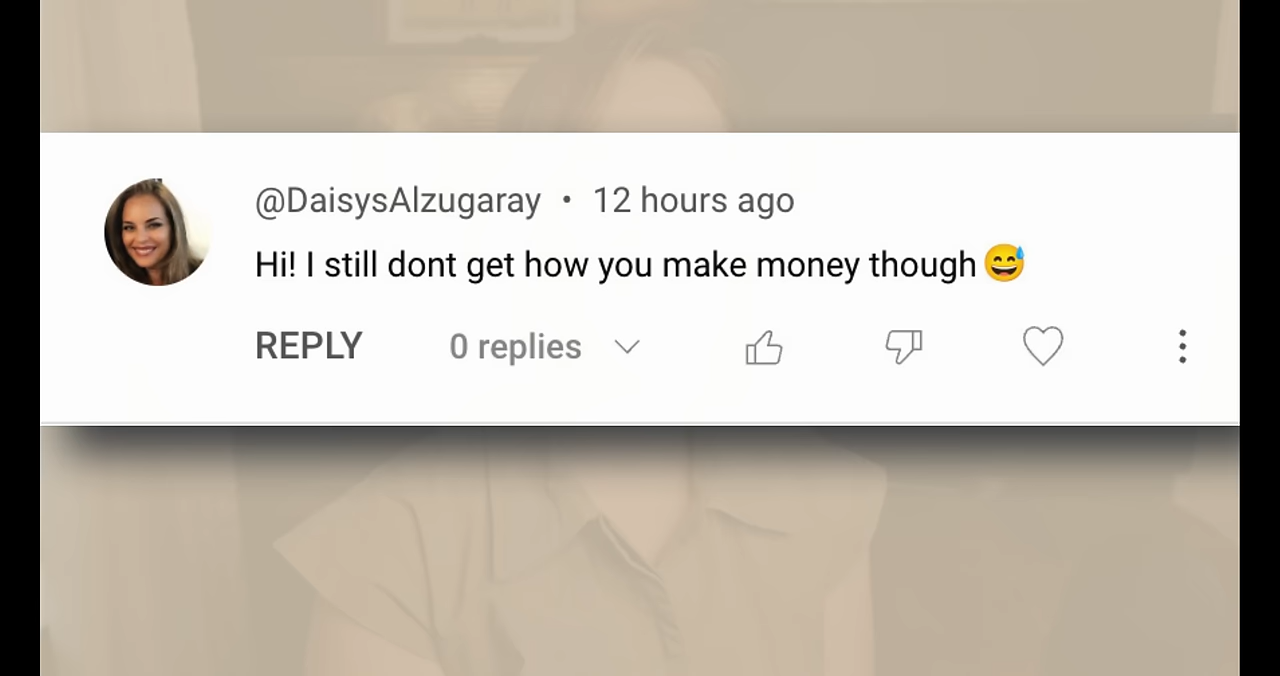 @DaisysAlzugaray • 12 hours ago
Hi! I still dont get how you make money though😅
REPLY 0 replies